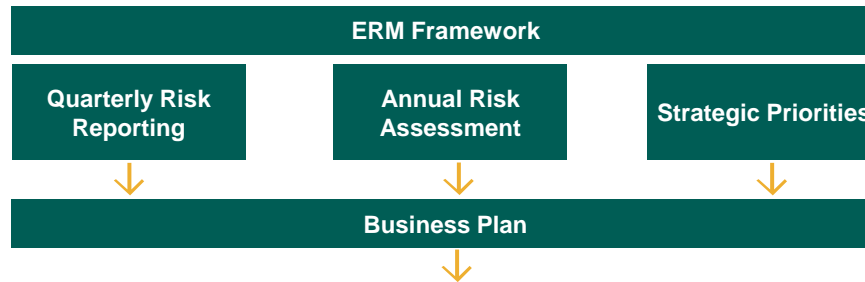 ERM Framework
Quarterly Risk
Reporting
Annual Risk
Assessment
Strategic Priorities
Business Plan